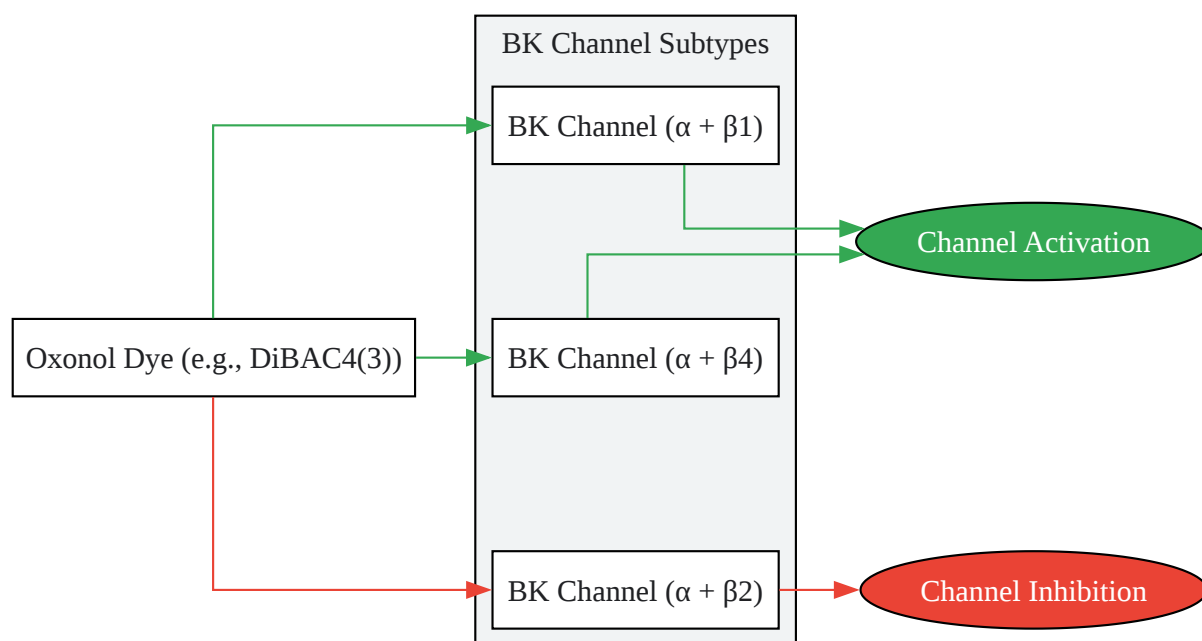 BK Channel Subtypes
BK Channel (α + β1)
Channel Activation
Oxonol Dye (e.g., DiBAC4(3))
BK Channel (α + β4)
BK Channel (α + β2)
Channel Inhibition